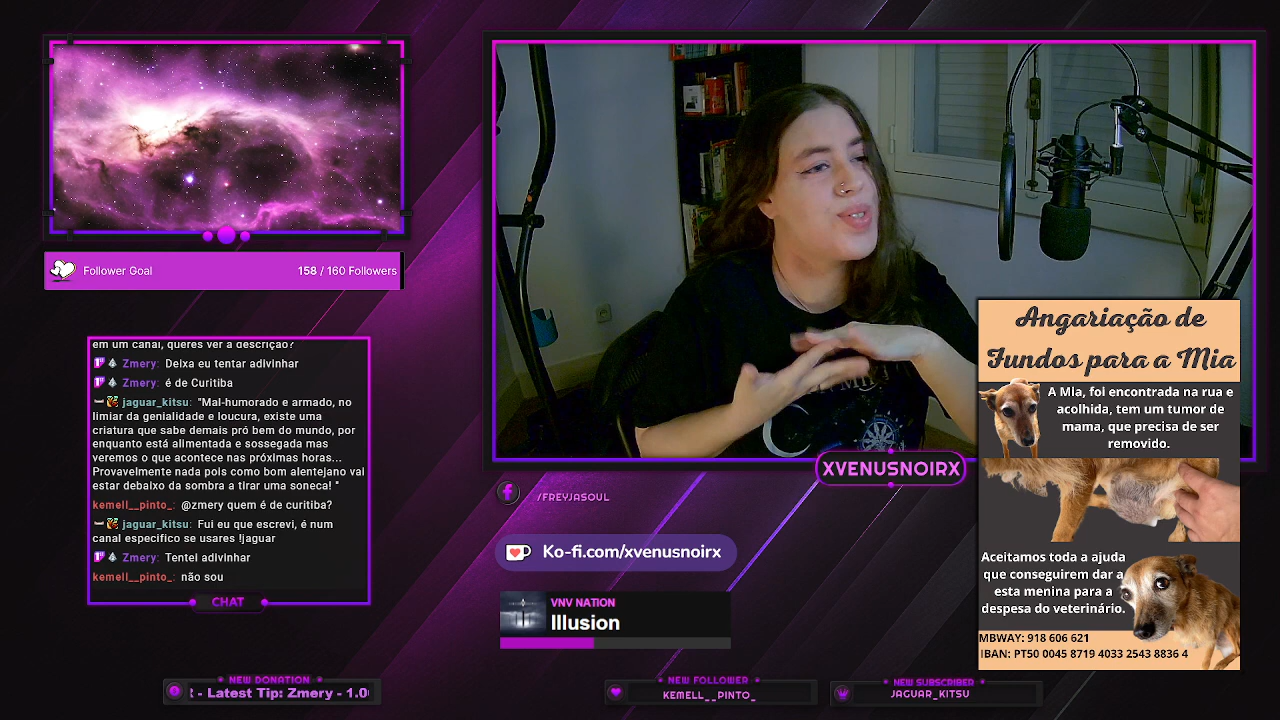 Follower Goal
158 / 160 Followers
em um canal, queres ver a descrição?
Zmery: Deixa eu tentar adivinhar
Zmery: é de Curitiba
jaguar_kitsu: "Mal-humorado e armado, no
limiar da genialidade e loucura, existe uma
criatura que sabe demais pró bem do mundo, por
enquanto está alimentada e sossegada mas
veremos o que acontece nas próximas horas...
Provavelmente nada pois como bom alentejano vai
estar debaixo da sombra a tirar uma soneca! "
kemell__pinto_: @zmery quem é de curitiba?
jaguar_kitsu: Fui eu que escrevi, é num
canal especifico se usares !jaguar
Zmery: Tentei adivinhar
kemell__pinto_: não sou
CHAT
XVENUSNOIRX
/FREYJASOUL
Ko-fi.com/xvenusnoirx
VNV NATION
Illusion
Angariação de
Fundos para a Mia
A Mia, foi encontrada na rua e
acolhida, tem um tumor de
mama, que precisa de ser
removido.
Aceitamos toda a ajuda
que conseguirem dar a
esta menina para a
despesa do veterinário.
MBWAY: 918 606 621
IBAN: PT50 0045 8719 4033 2543 8836 4
NEW DONATION
- Latest Tip: Zmery - 1.0
NEW FOLLOWER
KEMELL__PINTO_
NEW SUBSCRIBER
JAGUAR_KITSU